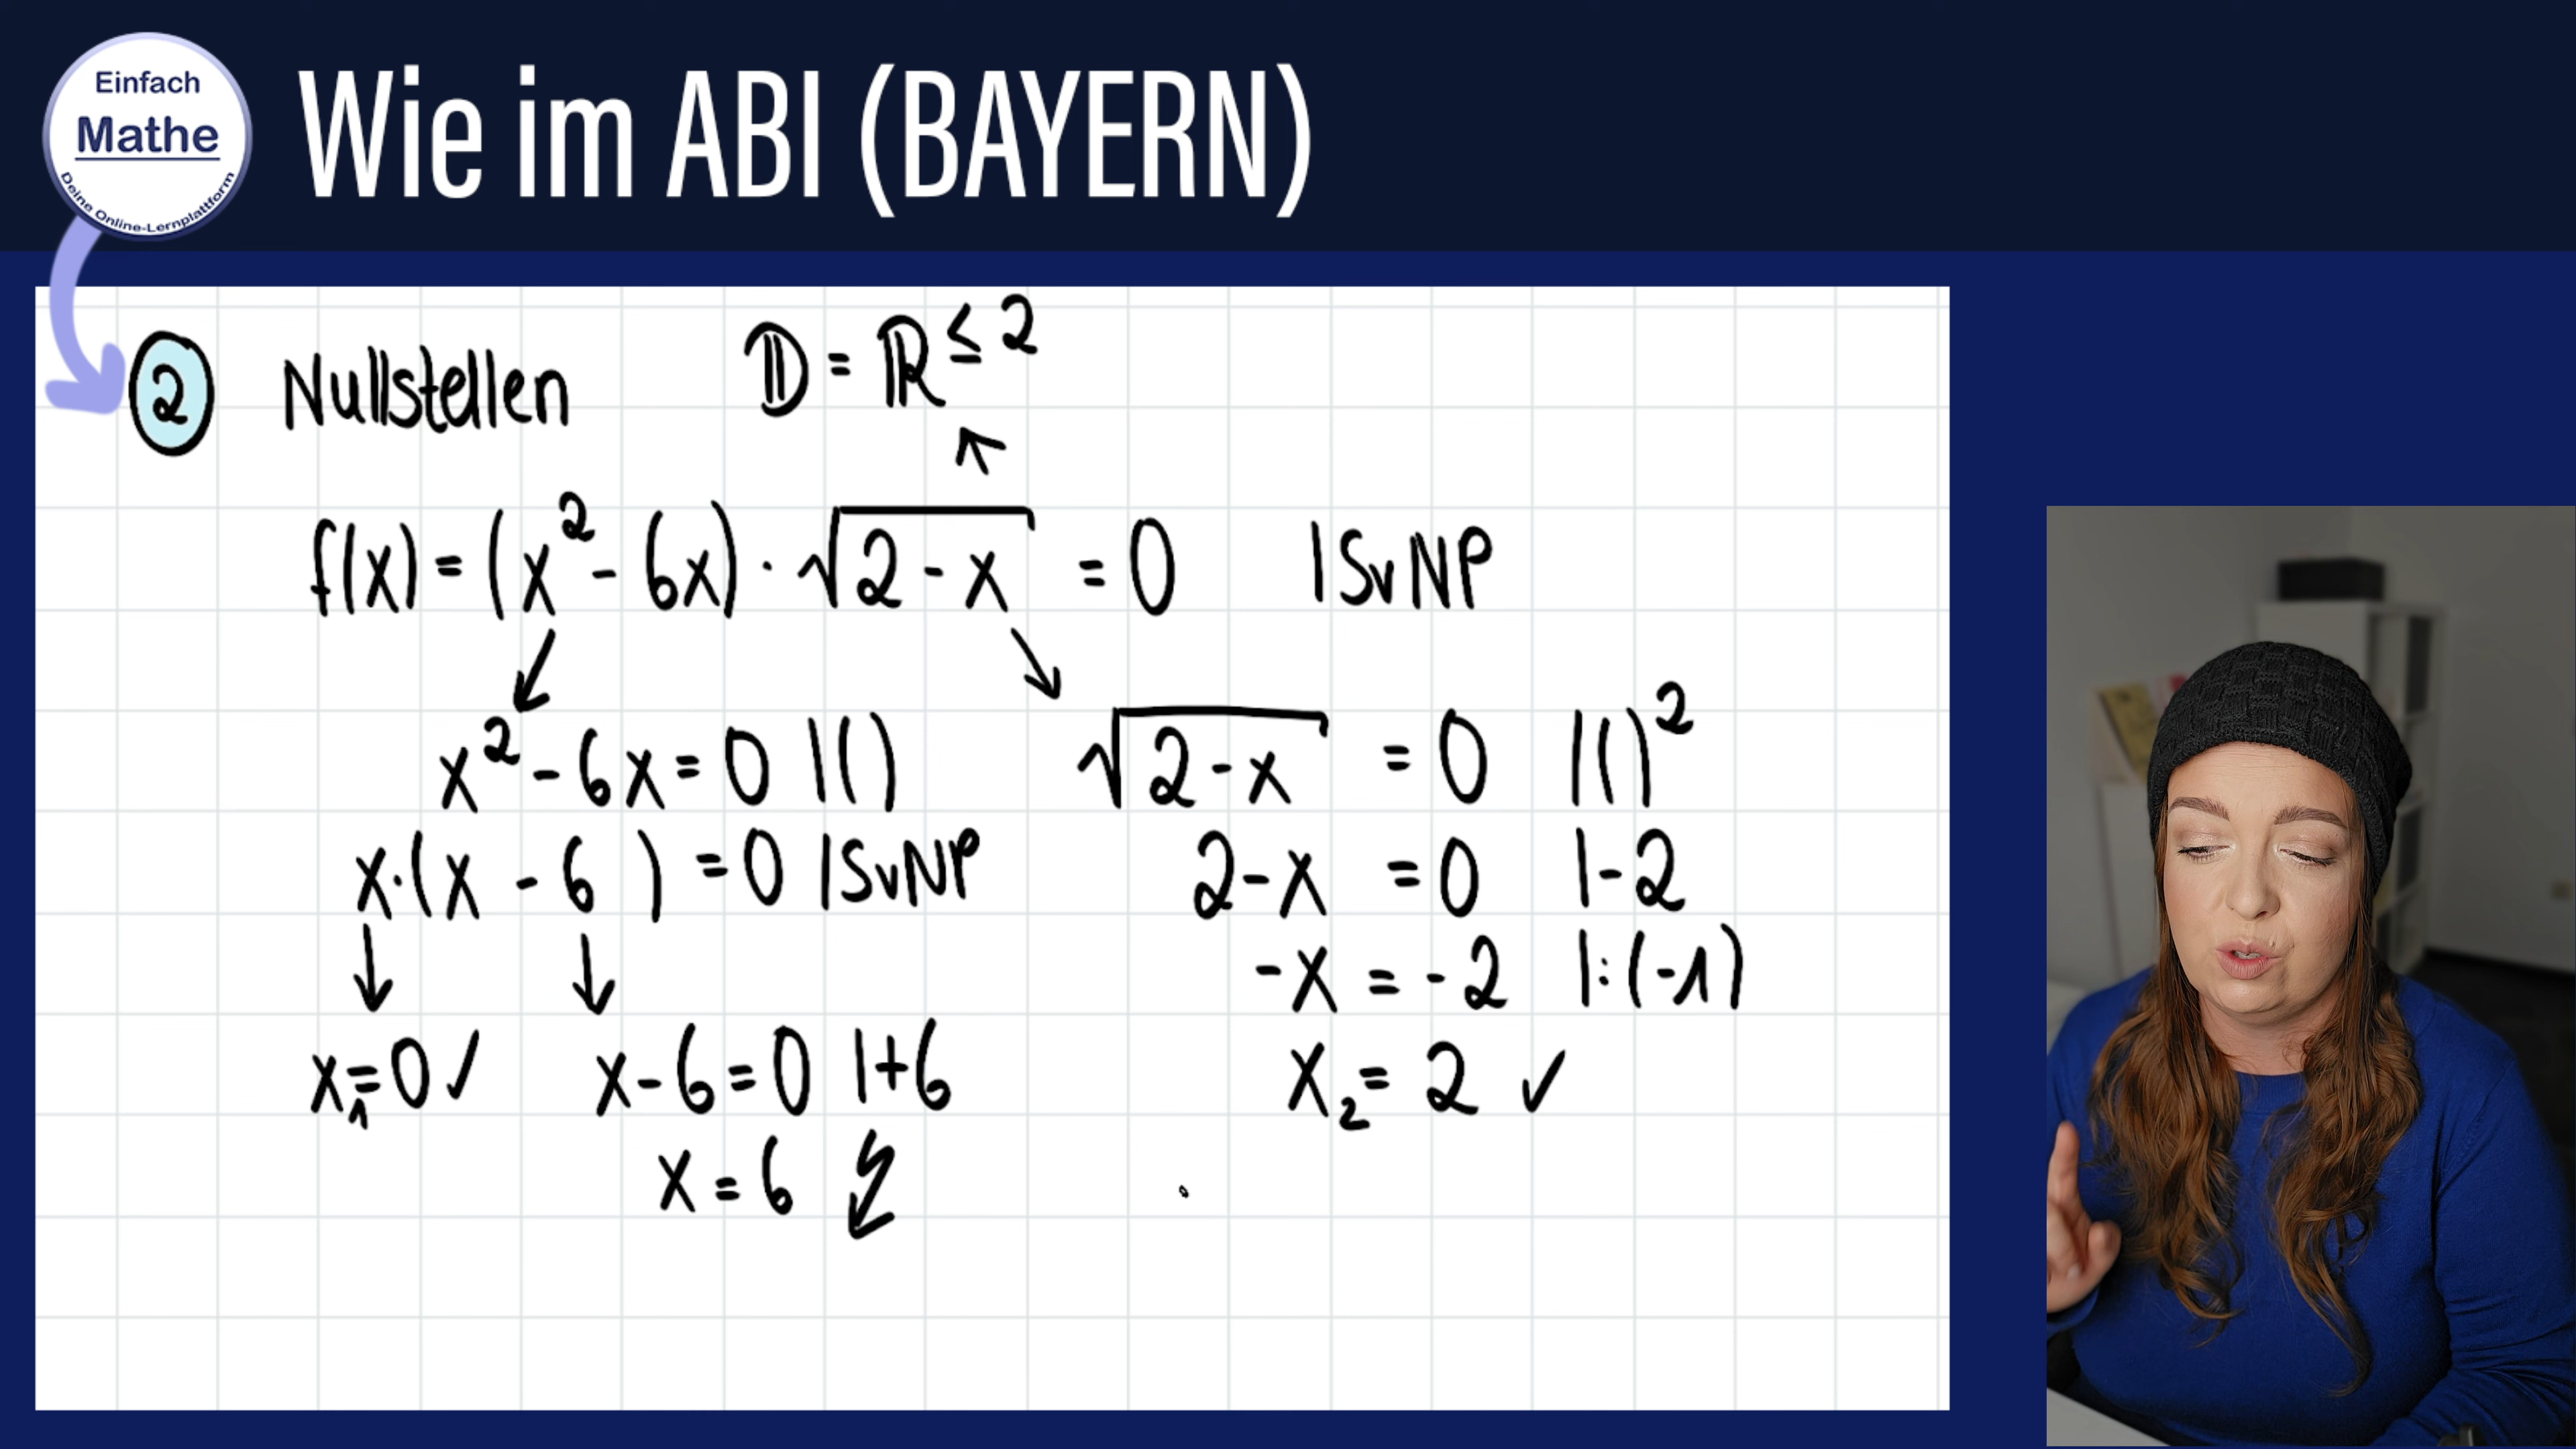 Einfach
Mathe
Deine Online-Lernplattform
Wie im ABI (BAYERN)
2 Nullstellen 𝔻 = ℝ^≤2
f(x) = (x² - 6x) · √(2 - x) = 0 | SvNP
x² - 6x = 0 | ()
√(2 - x) = 0 | ()²
x·(x - 6) = 0 | SvNP
2 - x = 0 | -2
-x = -2 | :(-1)
x₁ = 0 ✓
x - 6 = 0 | +6
x₂ = 2 ✓
x = 6 ↯